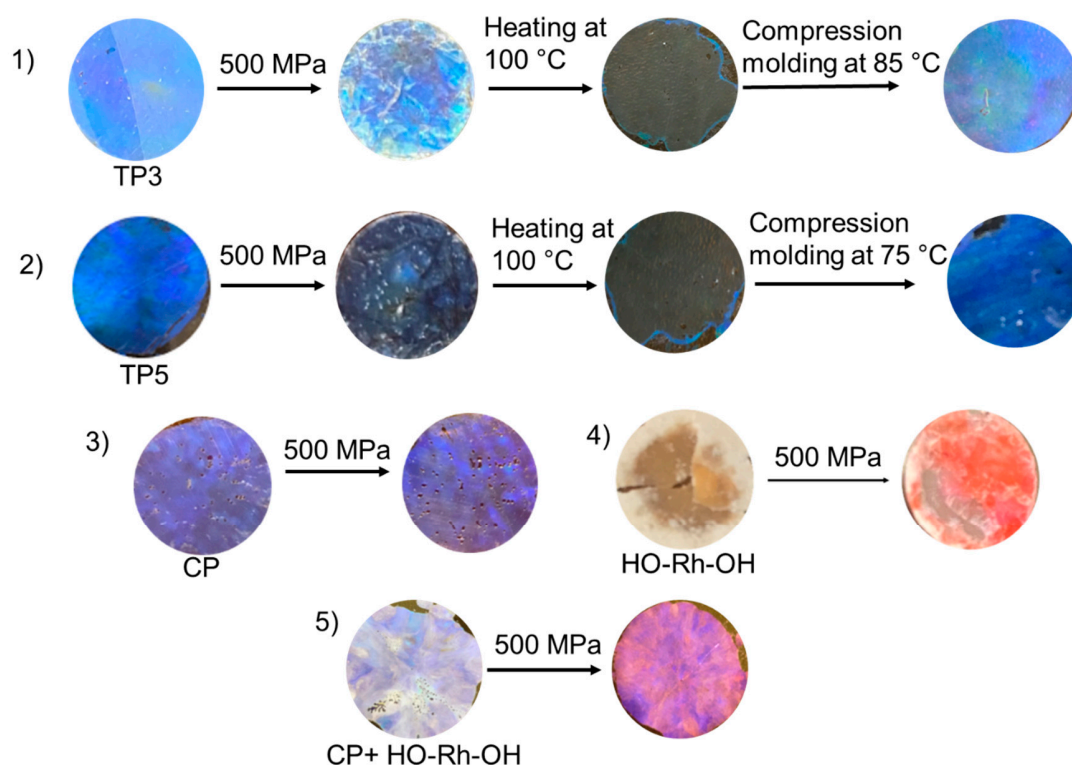 1)
500 MPa
Heating at
100 °C
Compression
molding at 85 °C
TP3
2)
500 MPa
Heating at
100 °C
Compression
molding at 75 °C
TP5
3)
500 MPa
CP
4)
500 MPa
HO-Rh-OH
5)
500 MPa
CP+ HO-Rh-OH